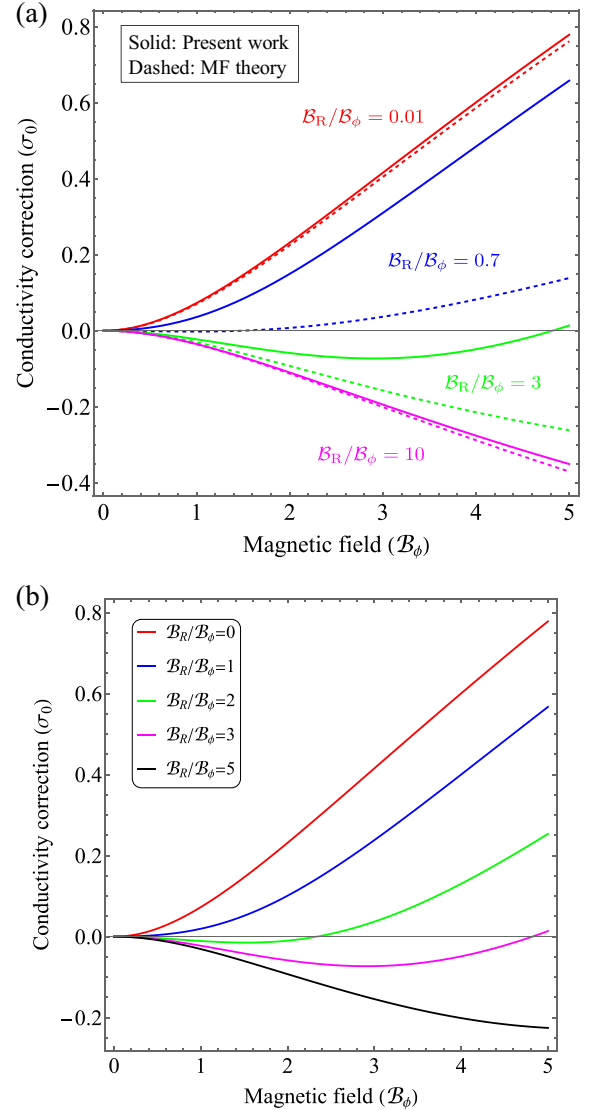 (a)
Solid: Present work
Dashed: MF theory
0.8
0.6
0.4
0.2
0.0
−0.2
−0.4
Conductivity correction (σ₀)
ℬ_R/ℬ_ϕ = 0.01
ℬ_R/ℬ_ϕ = 0.7
ℬ_R/ℬ_ϕ = 3
ℬ_R/ℬ_ϕ = 10
0 1 2 3 4 5
Magnetic field (ℬ_ϕ)
(b)
0.8
0.6
0.4
0.2
0.0
−0.2
Conductivity correction (σ₀)
ℬ_R/ℬ_ϕ=0
ℬ_R/ℬ_ϕ=1
ℬ_R/ℬ_ϕ=2
ℬ_R/ℬ_ϕ=3
ℬ_R/ℬ_ϕ=5
0 1 2 3 4 5
Magnetic field (ℬ_ϕ)